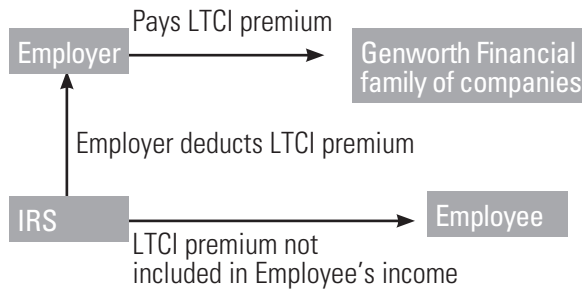 Pays LTCI premium
Employer
Genworth Financial
family of companies
Employer deducts LTCI premium
IRS
Employee
LTCI premium not
included in Employee's income